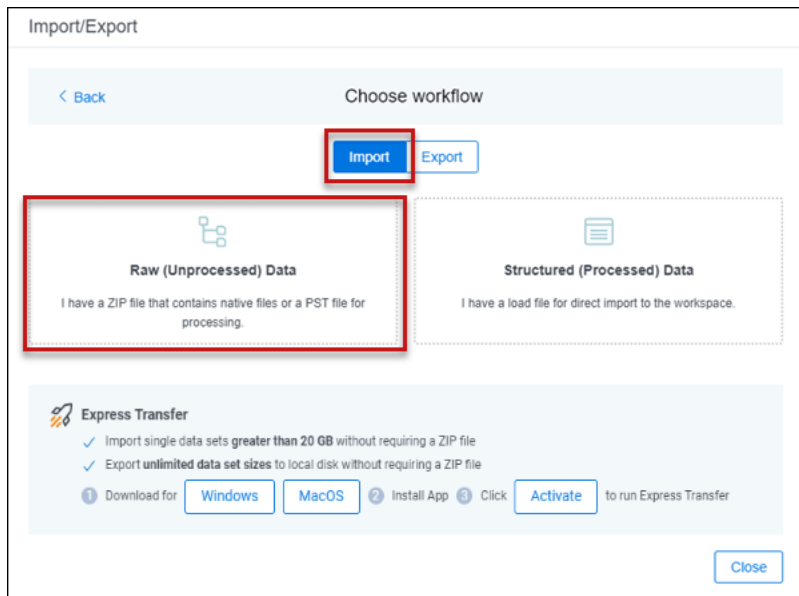 Import/Export
Back
Choose workflow
Import
Export
Raw (Unprocessed) Data
I have a ZIP file that contains native files or a PST file for
processing.
Structured (Processed) Data
I have a load file for direct import to the workspace.
Express Transfer
Import single data sets greater than 20 GB without requiring a ZIP file
Export unlimited data set sizes to local disk without requiring a ZIP file
1 Download for Windows MacOS 2 Install App 3 Click Activate to run Express Transfer
Close